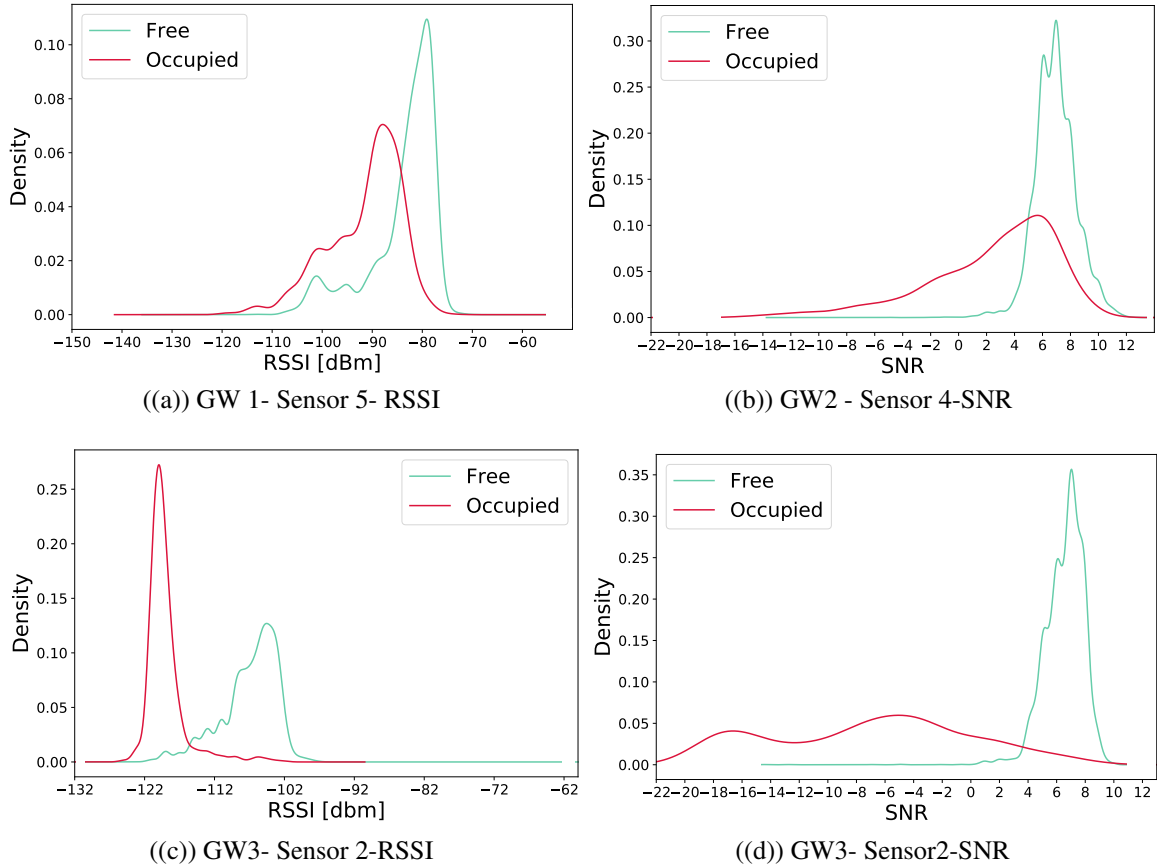 Free
Occupied
Density
0.10
0.08
0.06
0.04
0.02
0.00
−150 −140 −130 −120 −110 −100 −90 −80 −70 −60
RSSI [dBm]
((a)) GW 1- Sensor 5- RSSI
Free
Occupied
Density
0.30
0.25
0.20
0.15
0.10
0.05
0.00
−22−20−18−16−14−12−10 −8 −6 −4 −2 0 2 4 6 8 10 12
SNR
((b)) GW2 - Sensor 4-SNR
Free
Occupied
Density
0.25
0.20
0.15
0.10
0.05
0.00
−132 −122 −112 −102 −92 −82 −72 −62
RSSI [dbm]
((c)) GW3- Sensor 2-RSSI
Free
Occupied
Density
0.35
0.30
0.25
0.20
0.15
0.10
0.05
0.00
−22−20−18−16−14−12−10 −8 −6 −4 −2 0 2 4 6 8 10 12
SNR
((d)) GW3- Sensor2-SNR